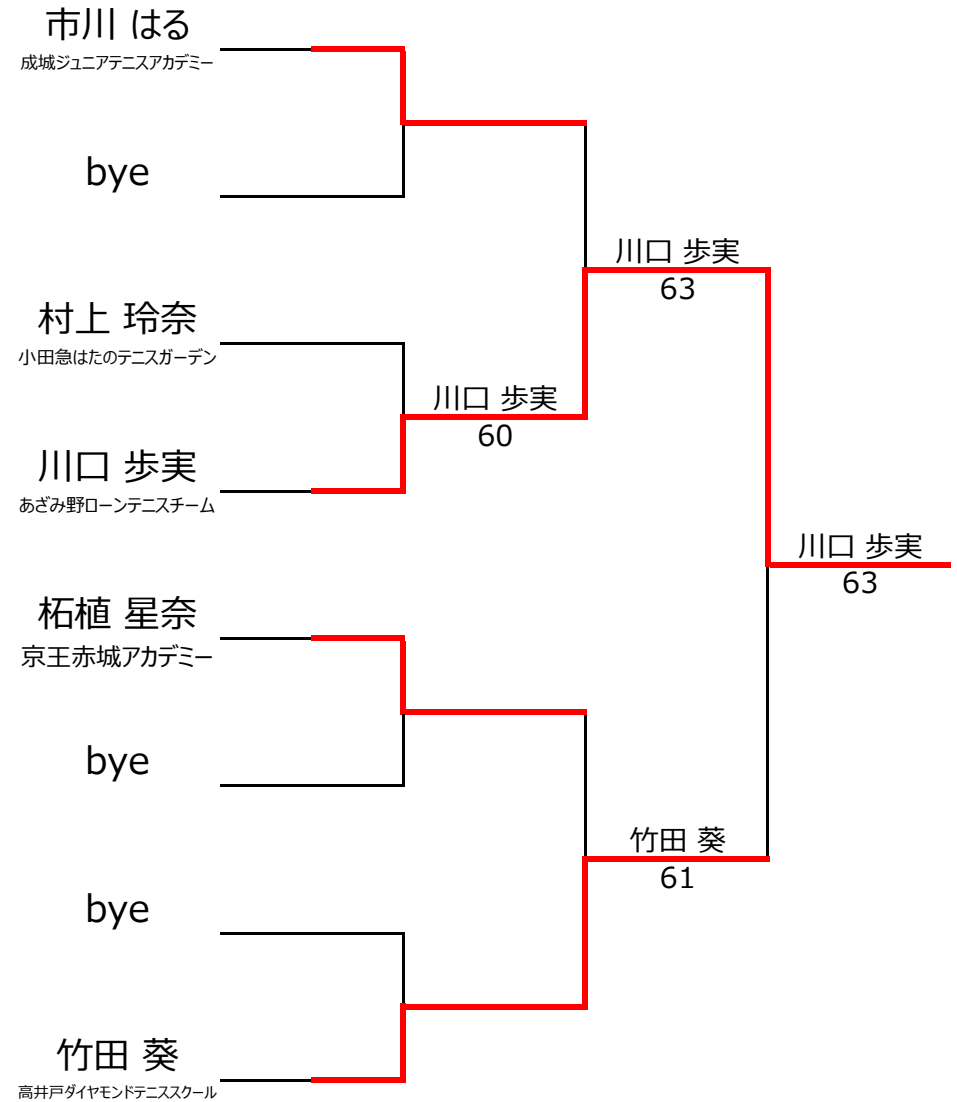 市川 はる
成城ジュニアテニスアカデミー
bye
川口 歩実
63
村上 玲奈
小田急はたのテニスガーデン
川口 歩実
60
川口 歩実
あざみ野ローンテニスチーム
川口 歩実
63
柘植 星奈
京王赤城アカデミー
bye
竹田 葵
61
bye
竹田 葵
高井戸ダイヤモンドテニススクール